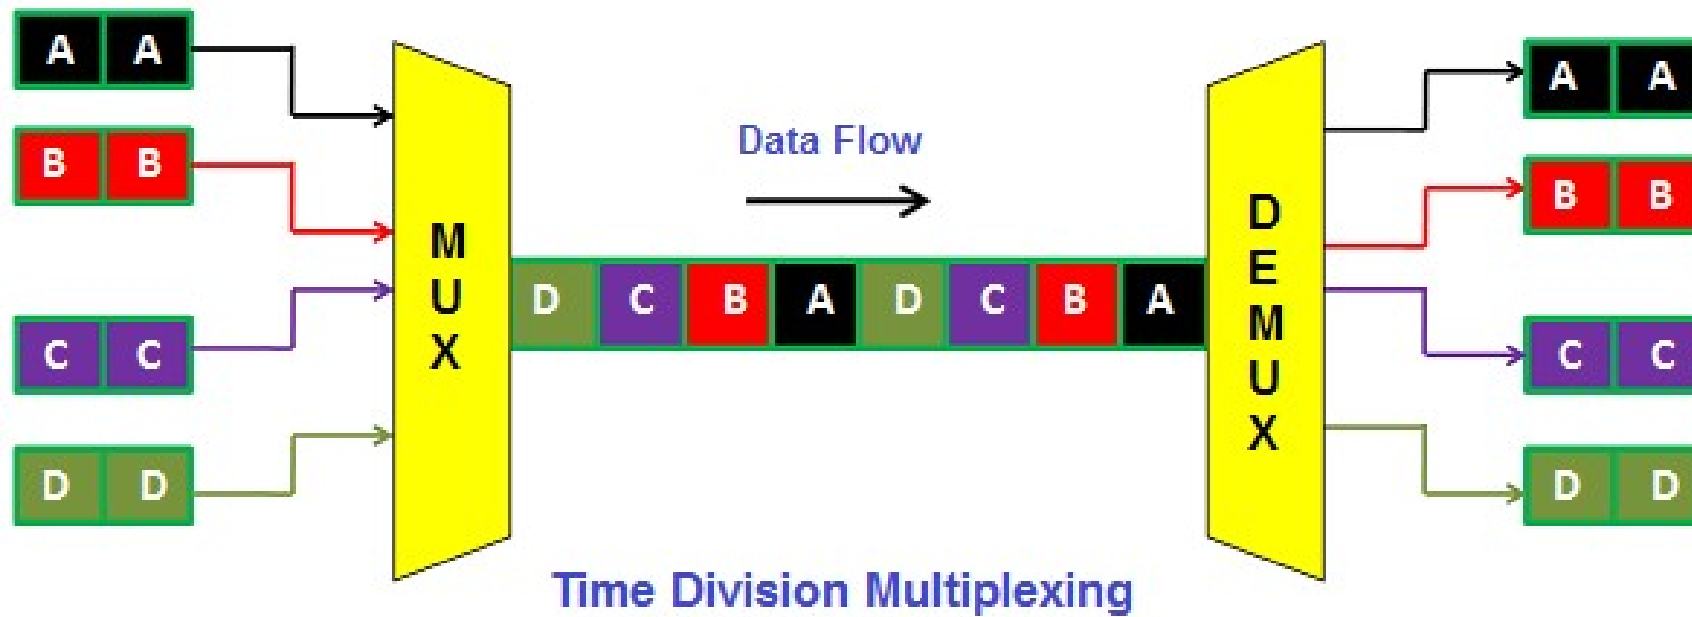 A A
B B
C C
D D
MUX
Data Flow
D C B A D C B A
DEMUX
A A
B B
C C
D D
Time Division Multiplexing